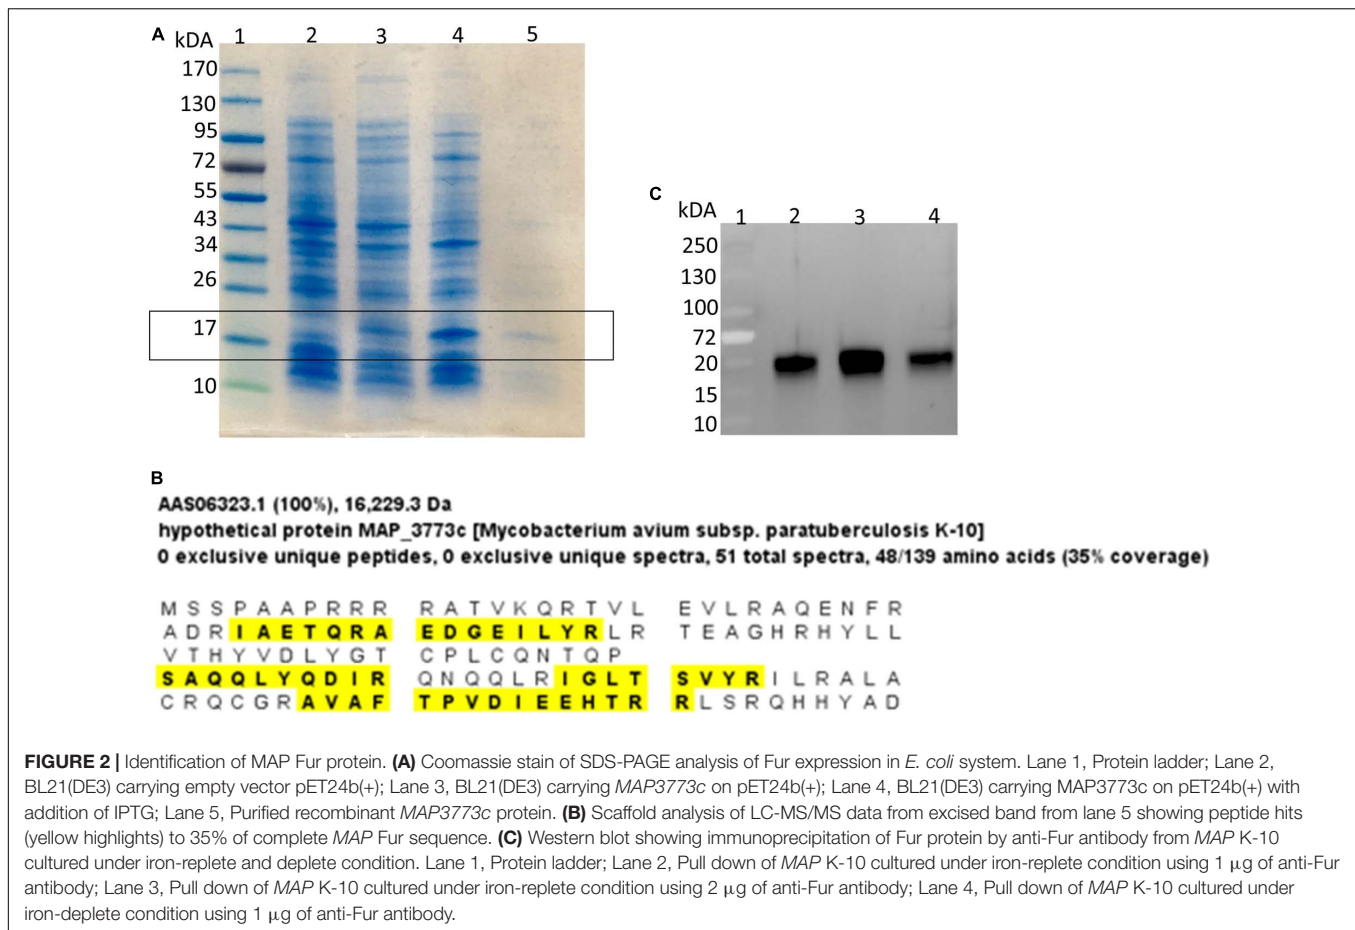 A
kDA 1 2 3 4 5
170
130
95
72
55
43
34
26
17
10
C
kDA 1 2 3 4
250
130
100
72
20
15
10
B
AAS06323.1 (100%), 16,229.3 Da
hypothetical protein MAP_3773c [Mycobacterium avium subsp. paratuberculosis K-10]
0 exclusive unique peptides, 0 exclusive unique spectra, 51 total spectra, 48/139 amino acids (35% coverage)
M S S P A A P R R R R A T V K Q R T V L E V L R A Q E N F R
A D R I A E T Q R A E D G E I L Y R L R T E A G H R H Y L L
V T H Y V D L Y G T C P L C Q N T Q P
S A Q Q L Y Q D I R Q N Q Q L R I G L T S V Y R I L R A L A
C R Q C G R A V A F T P V D I E E H T R R L S R Q H H Y A D
FIGURE 2 | Identification of MAP Fur protein. (A) Coomassie stain of SDS-PAGE analysis of Fur expression in E. coli system. Lane 1, Protein ladder; Lane 2,
BL21(DE3) carrying empty vector pET24b(+); Lane 3, BL21(DE3) carrying MAP3773c on pET24b(+); Lane 4, BL21(DE3) carrying MAP3773c on pET24b(+) with
addition of IPTG; Lane 5, Purified recombinant MAP3773c protein. (B) Scaffold analysis of LC-MS/MS data from excised band from lane 5 showing peptide hits
(yellow highlights) to 35% of complete MAP Fur sequence. (C) Western blot showing immunoprecipitation of Fur protein by anti-Fur antibody from MAP K-10
cultured under iron-replete and deplete condition. Lane 1, Protein ladder; Lane 2, Pull down of MAP K-10 cultured under iron-replete condition using 1 μg of anti-Fur
antibody; Lane 3, Pull down of MAP K-10 cultured under iron-replete condition using 2 μg of anti-Fur antibody; Lane 4, Pull down of MAP K-10 cultured under
iron-deplete condition using 1 μg of anti-Fur antibody.